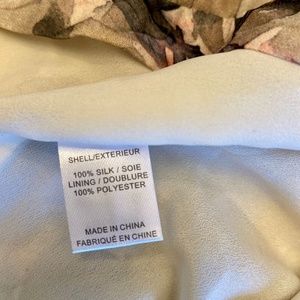 SHELL/EXTERIEUR
100% SILK / SOIE
LINING / DOUBLURE
100% POLYESTER
MADE IN CHINA
FABRIQUÉ EN CHINE